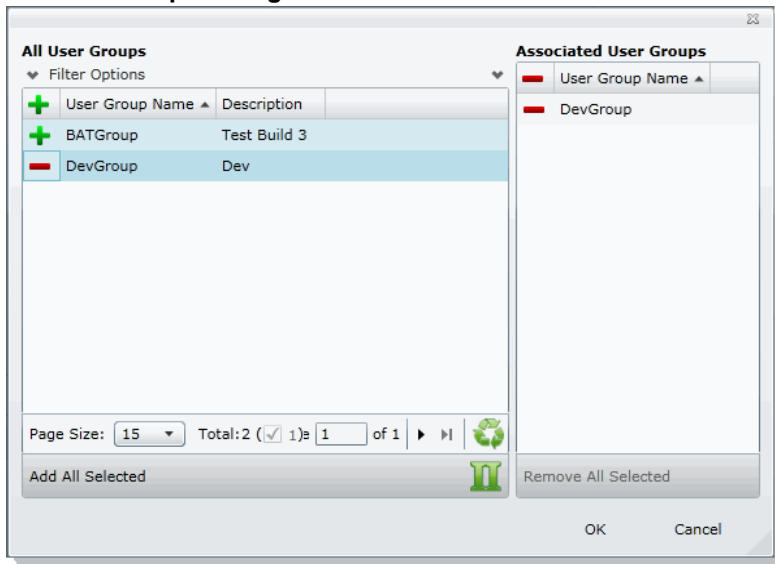 All User Groups
Filter Options
User Group Name Description
BATGroup Test Build 3
DevGroup Dev
Page Size: 15 Total:2 ( 1)e 1 of 1
Add All Selected
Associated User Groups
User Group Name
DevGroup
Remove All Selected
OK Cancel